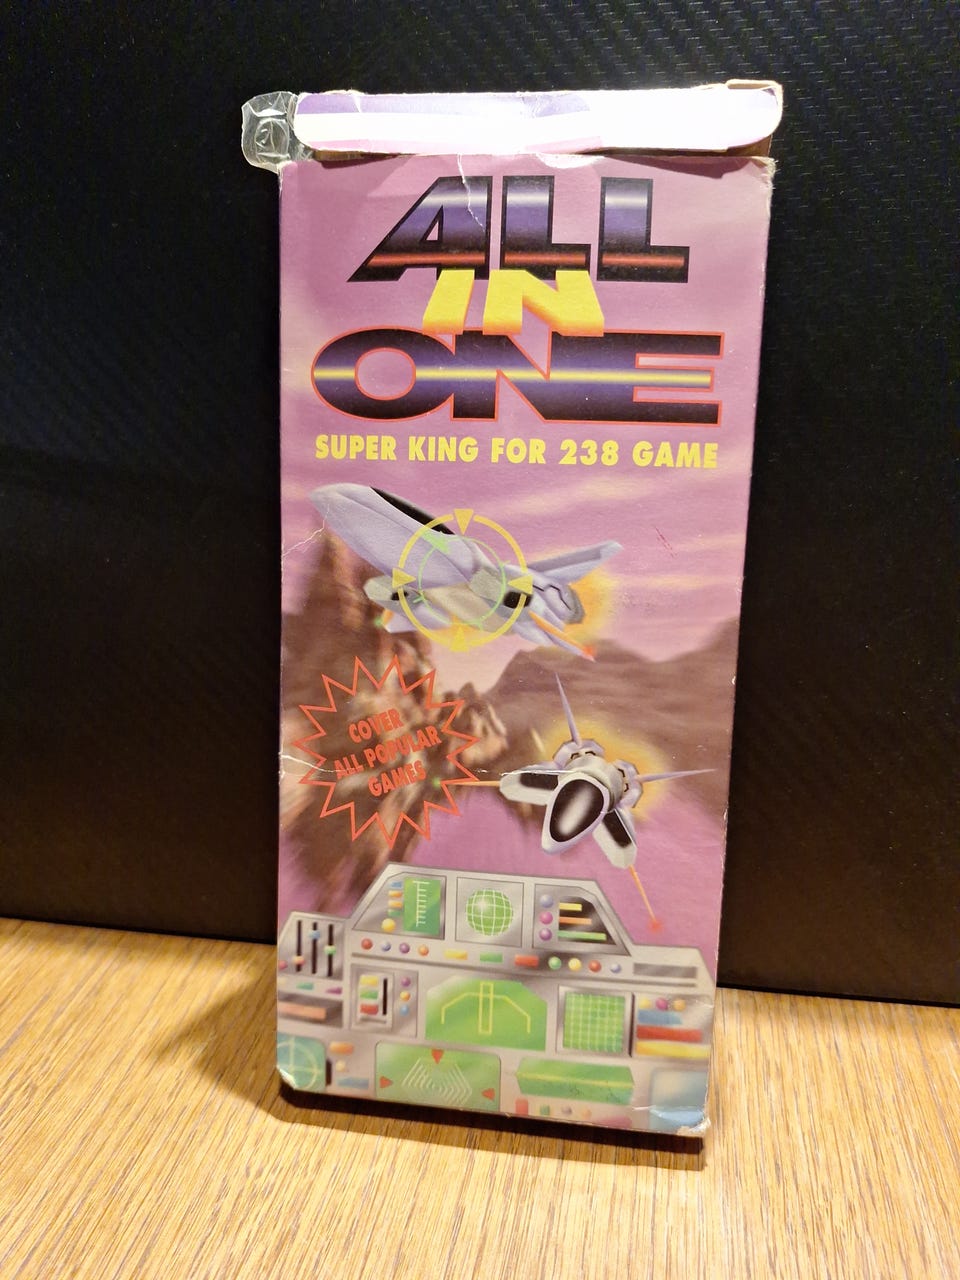 ALL
IN
ONE
SUPER KING FOR 238 GAME
COVER
ALL POPULAR
GAMES